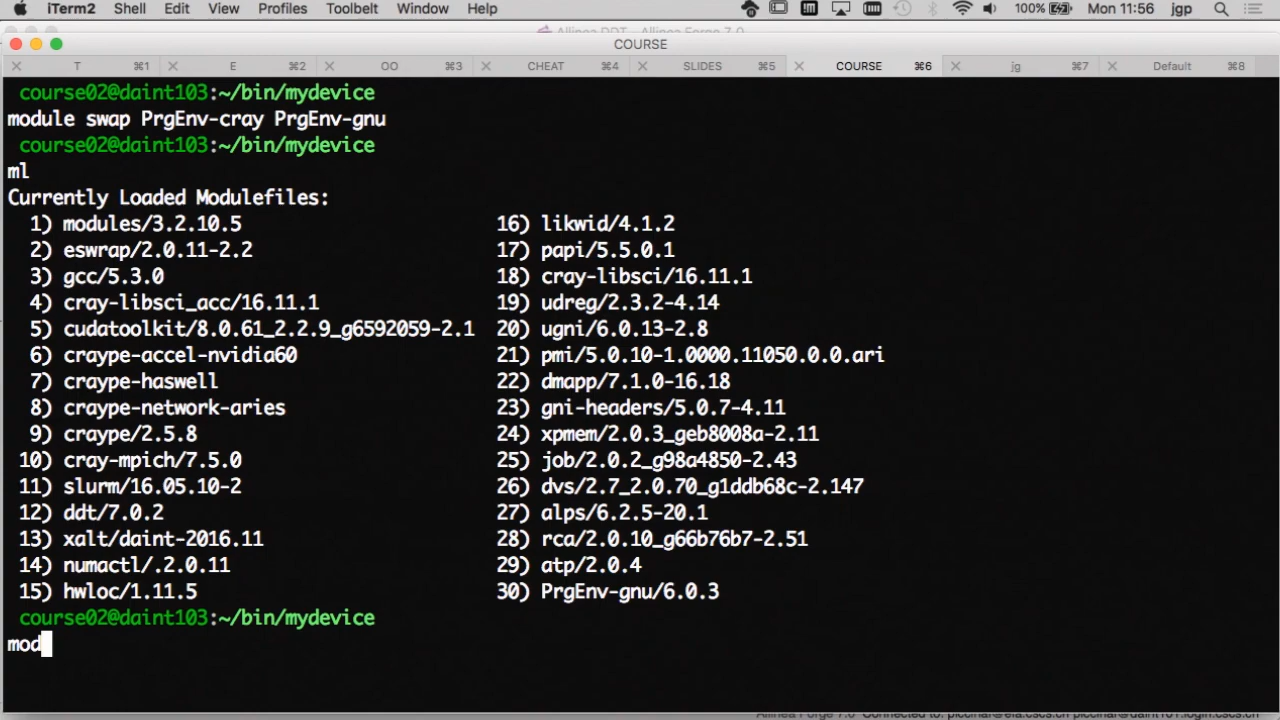 iTerm2 Shell Edit View Profiles Toolbelt Window Help 100% Mon 11:56 jgp
Allinea DDT - Allinea Forge 7.0
COURSE
T ⌘1 E ⌘2 OO ⌘3 CHEAT ⌘4 SLIDES ⌘5 COURSE ⌘6 jg ⌘7 Default ⌘8
course02@daint103:~/bin/mydevice
module swap PrgEnv-cray PrgEnv-gnu
course02@daint103:~/bin/mydevice
ml
Currently Loaded Modulefiles:
1) modules/3.2.10.5 16) likwid/4.1.2
2) eswrap/2.0.11-2.2 17) papi/5.5.0.1
3) gcc/5.3.0 18) cray-libsci/16.11.1
4) cray-libsci_acc/16.11.1 19) udreg/2.3.2-4.14
5) cudatoolkit/8.0.61_2.2.9_g6592059-2.1 20) ugni/6.0.13-2.8
6) craype-accel-nvidia60 21) pmi/5.0.10-1.0000.11050.0.0.ari
7) craype-haswell 22) dmapp/7.1.0-16.18
8) craype-network-aries 23) gni-headers/5.0.7-4.11
9) craype/2.5.8 24) xpmem/2.0.3_geb8008a-2.11
10) cray-mpich/7.5.0 25) job/2.0.2_g98a4850-2.43
11) slurm/16.05.10-2 26) dvs/2.7_2.0.70_g1ddb68c-2.147
12) ddt/7.0.2 27) alps/6.2.5-20.1
13) xalt/daint-2016.11 28) rca/2.0.10_g66b76b7-2.51
14) numactl/.2.0.11 29) atp/2.0.4
15) hwloc/1.11.5 30) PrgEnv-gnu/6.0.3
course02@daint103:~/bin/mydevice
mod
Allinea Forge 7.0 Connected to: